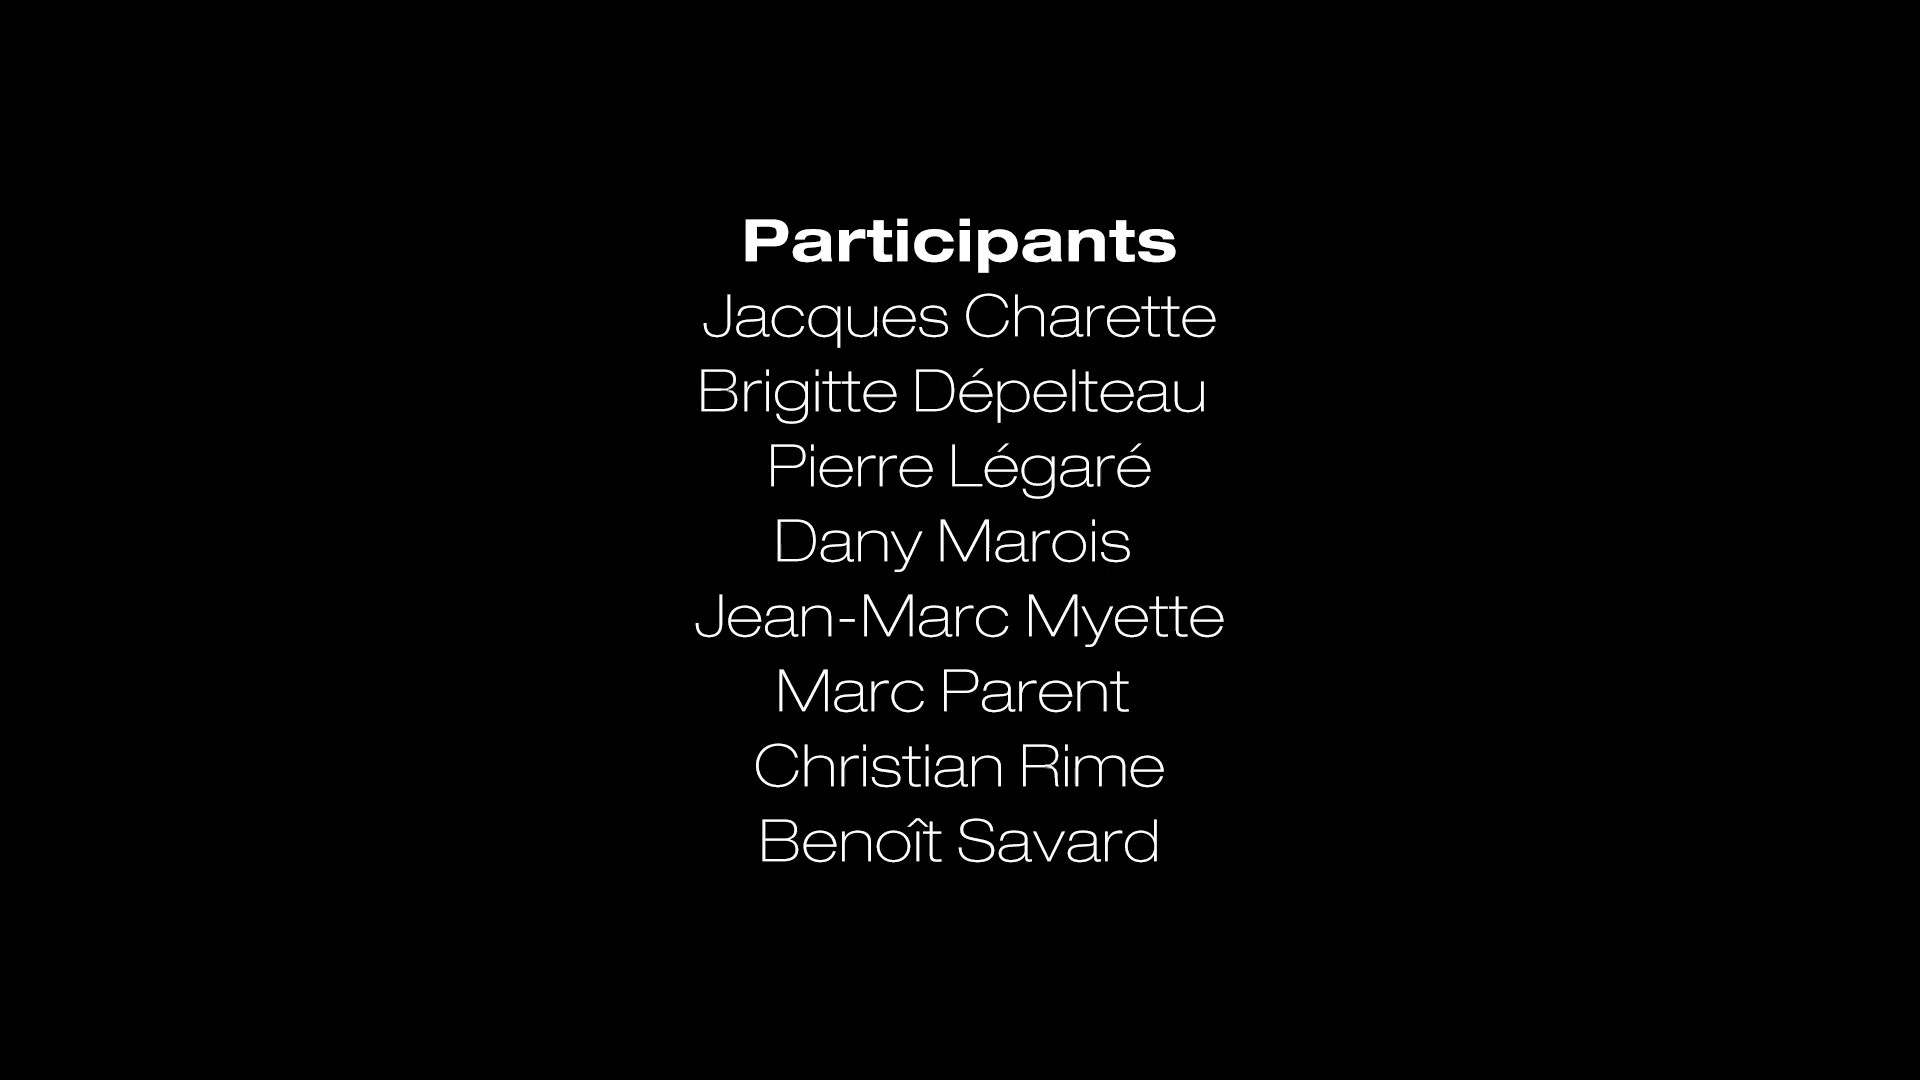 Participants
Jacques Charette
Brigitte Dépelteau
Pierre Légaré
Dany Marois
Jean-Marc Myette
Marc Parent
Christian Rime
Benoît Savard